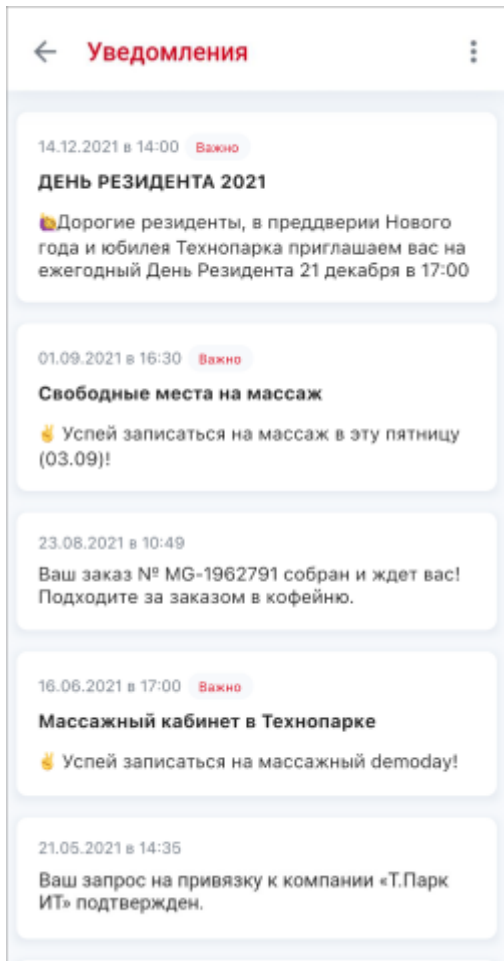 Уведомления
14.12.2021 в 14:00 Важно
ДЕНЬ РЕЗИДЕНТА 2021
🙋Дорогие резиденты, в преддверии Нового
года и юбилея Технопарка приглашаем вас на
ежегодный День Резидента 21 декабря в 17:00
01.09.2021 в 16:30 Важно
Свободные места на массаж
✌ Успей записаться на массаж в эту пятницу
(03.09)!
23.08.2021 в 10:49
Ваш заказ № MG-1962791 собран и ждет вас!
Подходите за заказом в кофейню.
16.06.2021 в 17:00 Важно
Массажный кабинет в Технопарке
✌ Успей записаться на массажный demoday!
21.05.2021 в 14:35
Ваш запрос на привязку к компании «Т.Парк
ИТ» подтвержден.